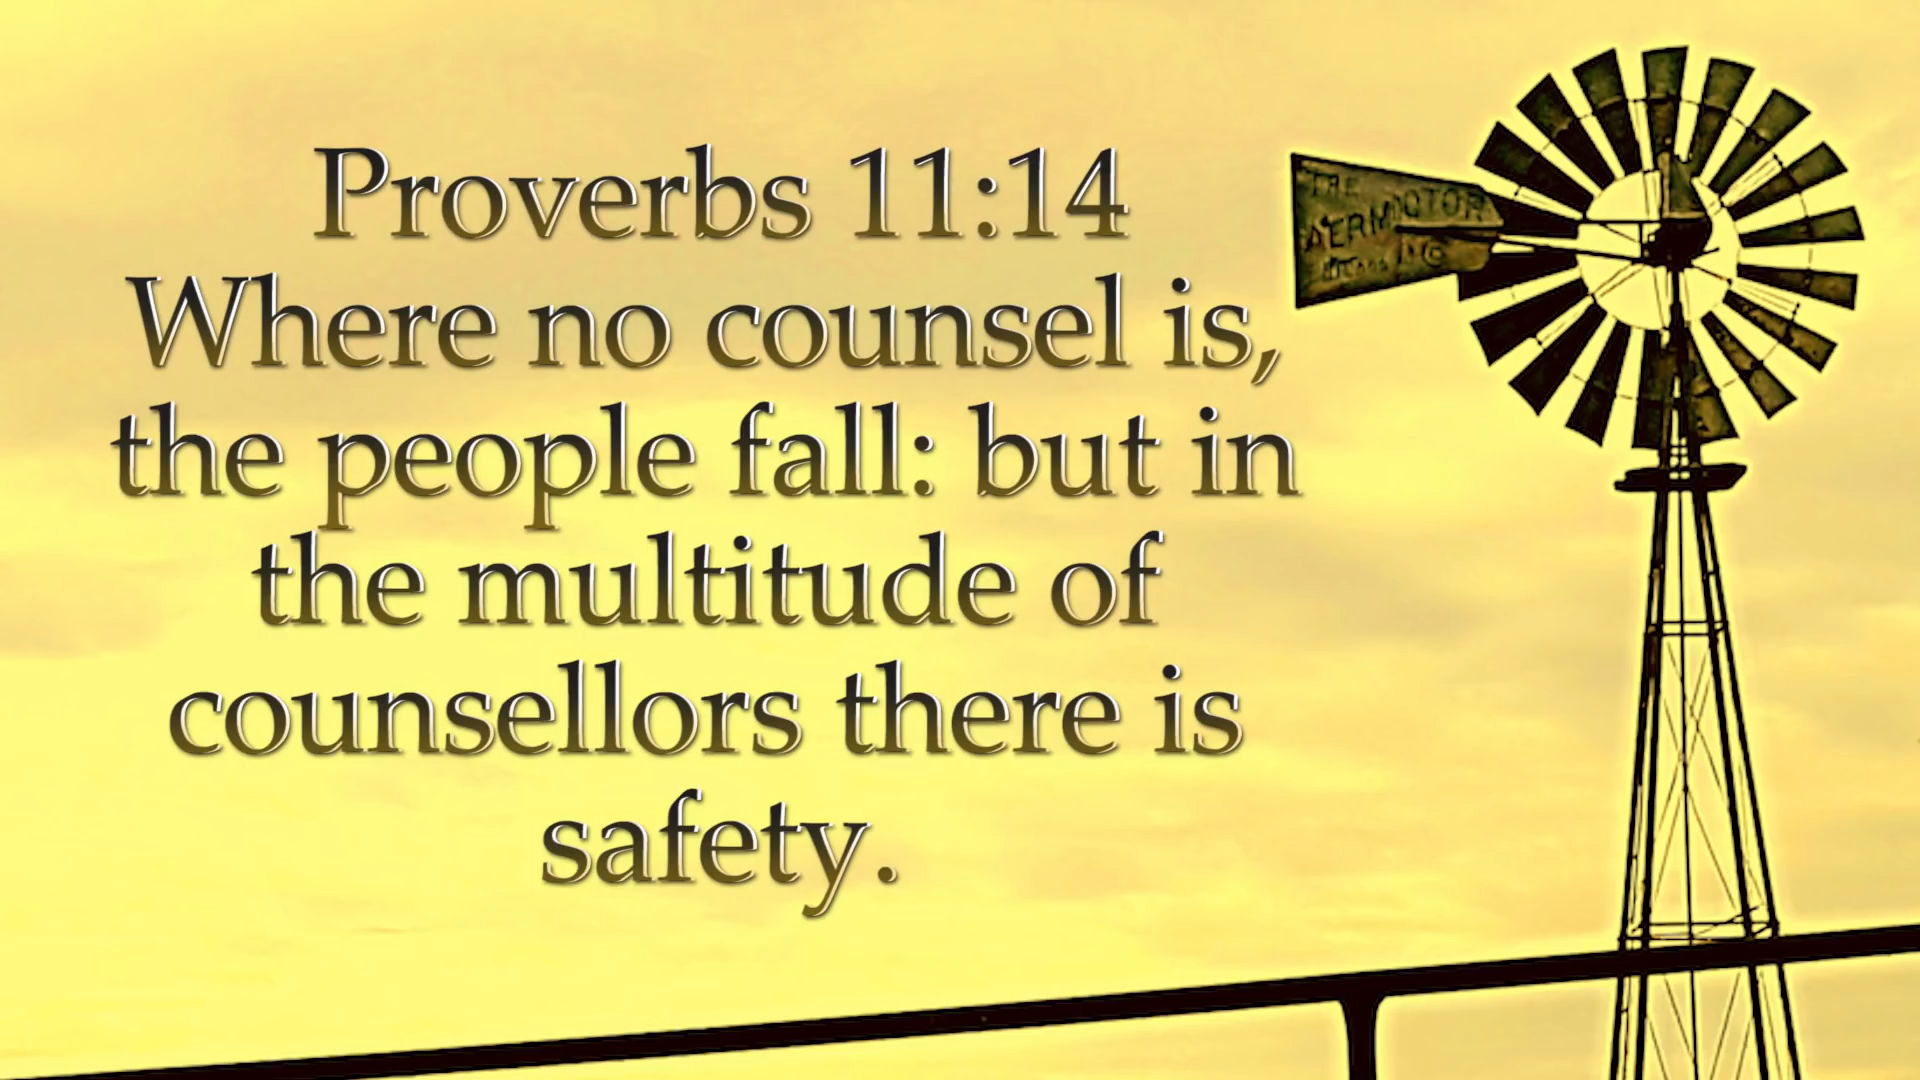 Proverbs 11:14
Where no counsel is,
the people fall: but in
the multitude of
counsellors there is
safety.
THE
AERMOTOR